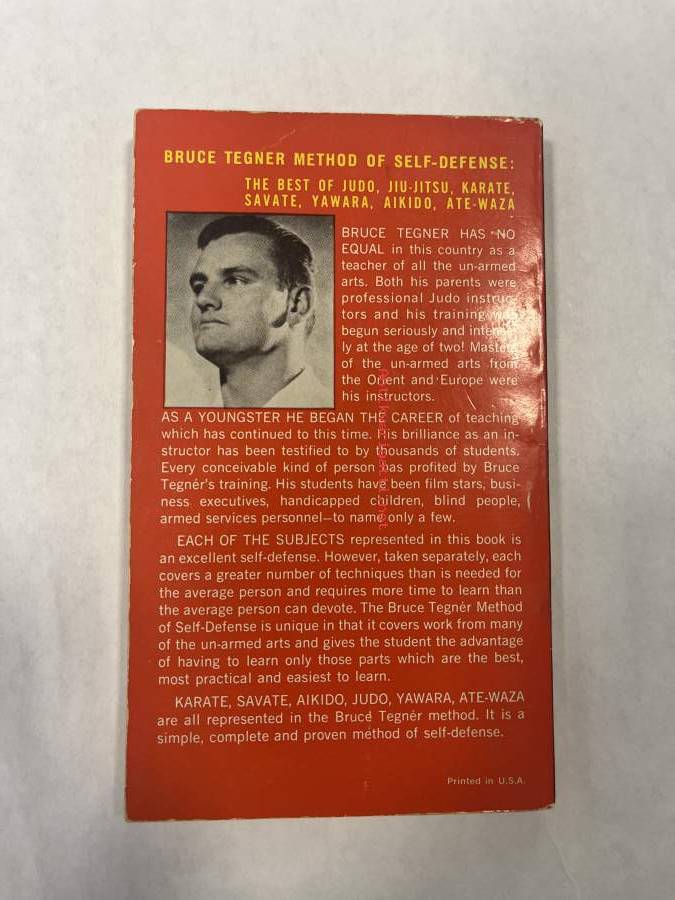 BRUCE TEGNER METHOD OF SELF-DEFENSE:
THE BEST OF JUDO, JIU-JITSU, KARATE,
SAVATE, YAWARA, AIKIDO, ATE-WAZA
BRUCE TEGNER HAS NO
EQUAL in this country as a
teacher of all the un-armed
arts. Both his parents were
professional Judo instruc-
tors and his training was
begun seriously and intense-
ly at the age of two! Masters
of the un-armed arts from
the Orient and Europe were
his instructors.
AS A YOUNGSTER HE BEGAN THE CAREER of teaching
which has continued to this time. His brilliance as an in-
structor has been testified to by thousands of students.
Every conceivable kind of person has profited by Bruce
Tegnér's training. His students have been film stars, busi-
ness executives, handicapped children, blind people,
armed services personnel—to name only a few.
EACH OF THE SUBJECTS represented in this book is
an excellent self-defense. However, taken separately, each
covers a greater number of techniques than is needed for
the average person and requires more time to learn than
the average person can devote. The Bruce Tegnér Method
of Self-Defense is unique in that it covers work from many
of the un-armed arts and gives the student the advantage
of having to learn only those parts which are the best,
most practical and easiest to learn.
KARATE, SAVATE, AIKIDO, JUDO, YAWARA, ATE-WAZA
are all represented in the Bruce Tegnér method. It is a
simple, complete and proven method of self-defense.
Printed in U.S.A.